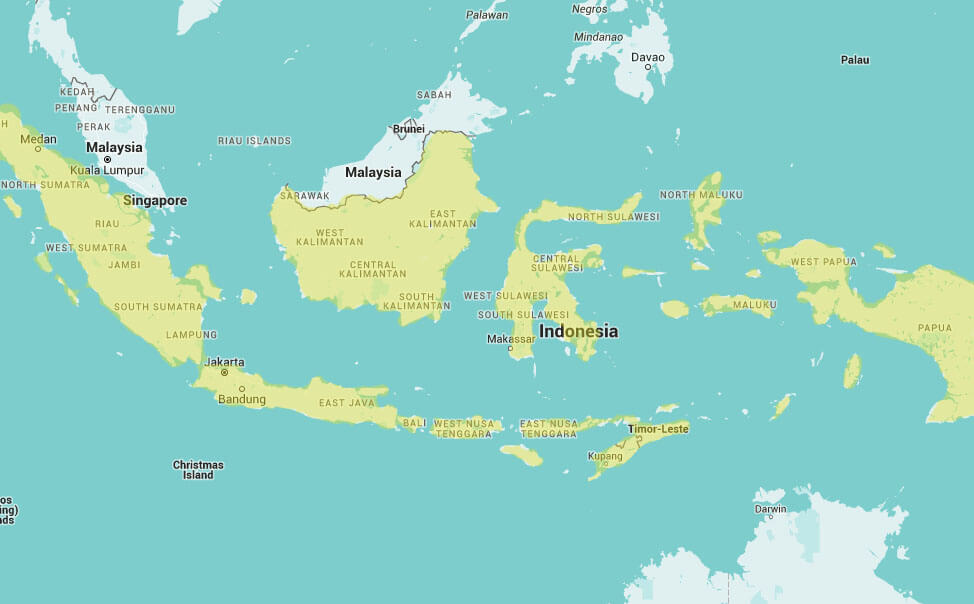 Palawan
Negros
Mindanao
Davao
Palau
KEDAH
PENANG
TERENGGANU
SABAH
PERAK
Brunei
H
Medan
Malaysia
RIAU ISLANDS
Kuala Lumpur
Malaysia
NORTH SUMATRA
Singapore
SARAWAK
NORTH MALUKU
RIAU
EAST
KALIMANTAN
NORTH SULAWESI
WEST
KALIMANTAN
WEST SUMATRA
JAMBI
CENTRAL
KALIMANTAN
CENTRAL
SULAWESI
WEST PAPUA
SOUTH SUMATRA
SOUTH
KALIMANTAN
WEST SULAWESI
MALUKU
SOUTH SULAWESI
LAMPUNG
Makassar
Indonesia
PAPUA
Jakarta
Bandung
EAST JAVA
BALI
WEST NUSA
TENGGARA
EAST NUSA
TENGGARA
Timor-Leste
Kupang
Christmas
Island
os
ing)
ds
Darwin